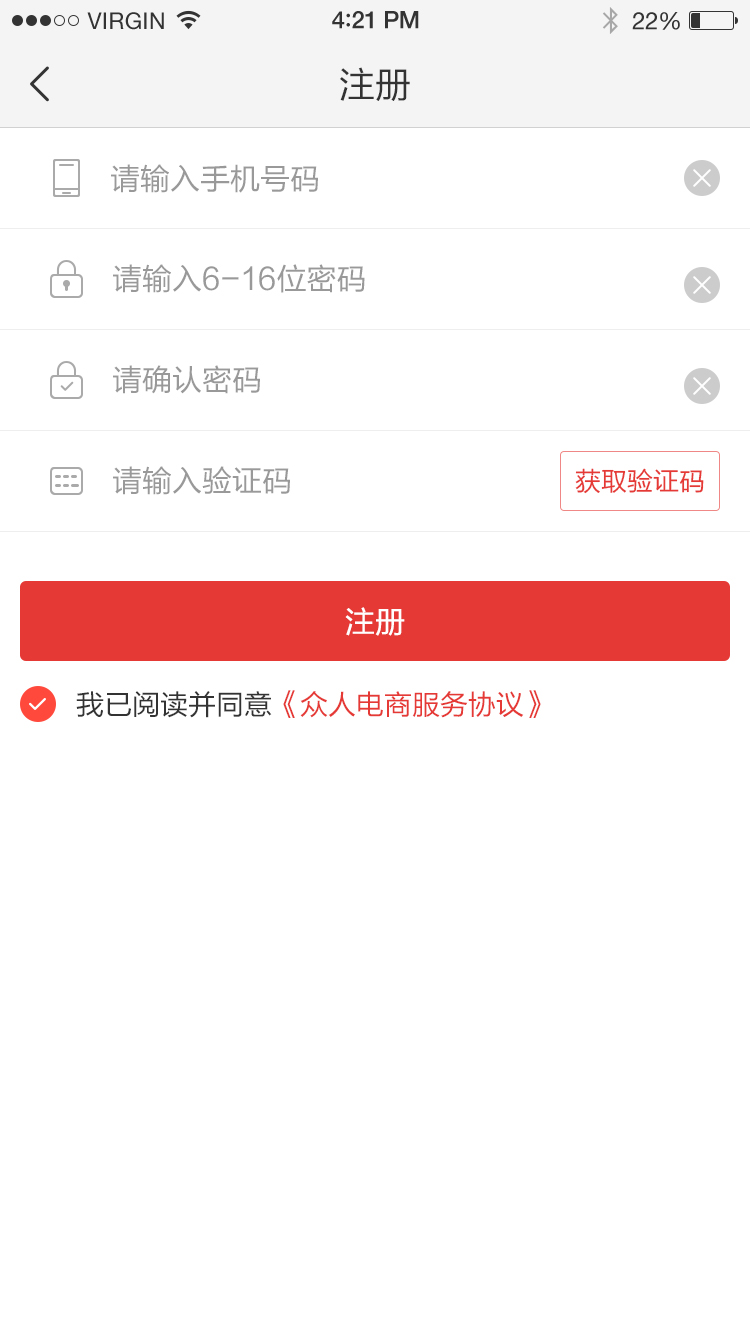 VIRGIN 4:21 PM 22%
注册
请输入手机号码
请输入6-16位密码
请确认密码
请输入验证码 获取验证码
注册
我已阅读并同意《众人电商服务协议》